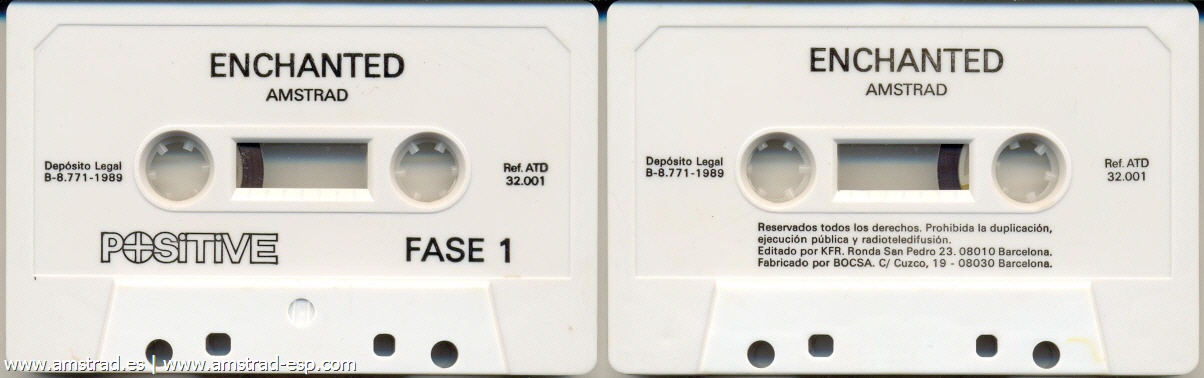 ENCHANTED
AMSTRAD
Depósito Legal
B-8.771-1989
Ref. ATD
32.001
POSiTiVE
FASE 1
ENCHANTED
AMSTRAD
Depósito Legal
B-8.771-1989
Ref. ATD
32.001
Reservados todos los derechos. Prohibida la duplicación,
ejecución pública y radioteledifusión.
Editado por KFR. Ronda San Pedro 23. 08010 Barcelona.
Fabricado por BOCSA. C/ Cuzco, 19 - 08030 Barcelona.
www.amstrad.es | www.amstrad-esp.com